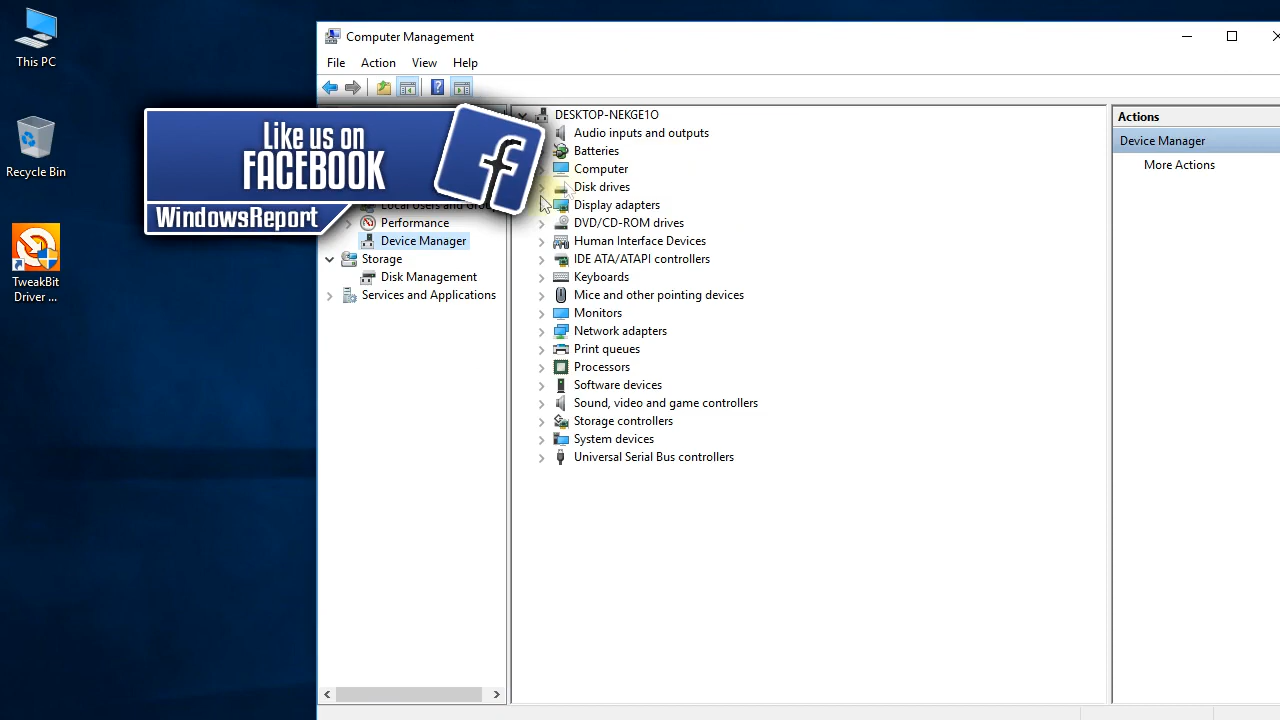 This PC
Recycle Bin
TweakBit
Driver ...
Computer Management
File Action View Help
Like us on
FACEBOOK
f
WindowsReport
Performance
Device Manager
Storage
Disk Management
Services and Applications
DESKTOP-NEKGE1O
Audio inputs and outputs
Batteries
Computer
Disk drives
Display adapters
DVD/CD-ROM drives
Human Interface Devices
IDE ATA/ATAPI controllers
Keyboards
Mice and other pointing devices
Monitors
Network adapters
Print queues
Processors
Software devices
Sound, video and game controllers
Storage controllers
System devices
Universal Serial Bus controllers
Actions
Device Manager
More Actions